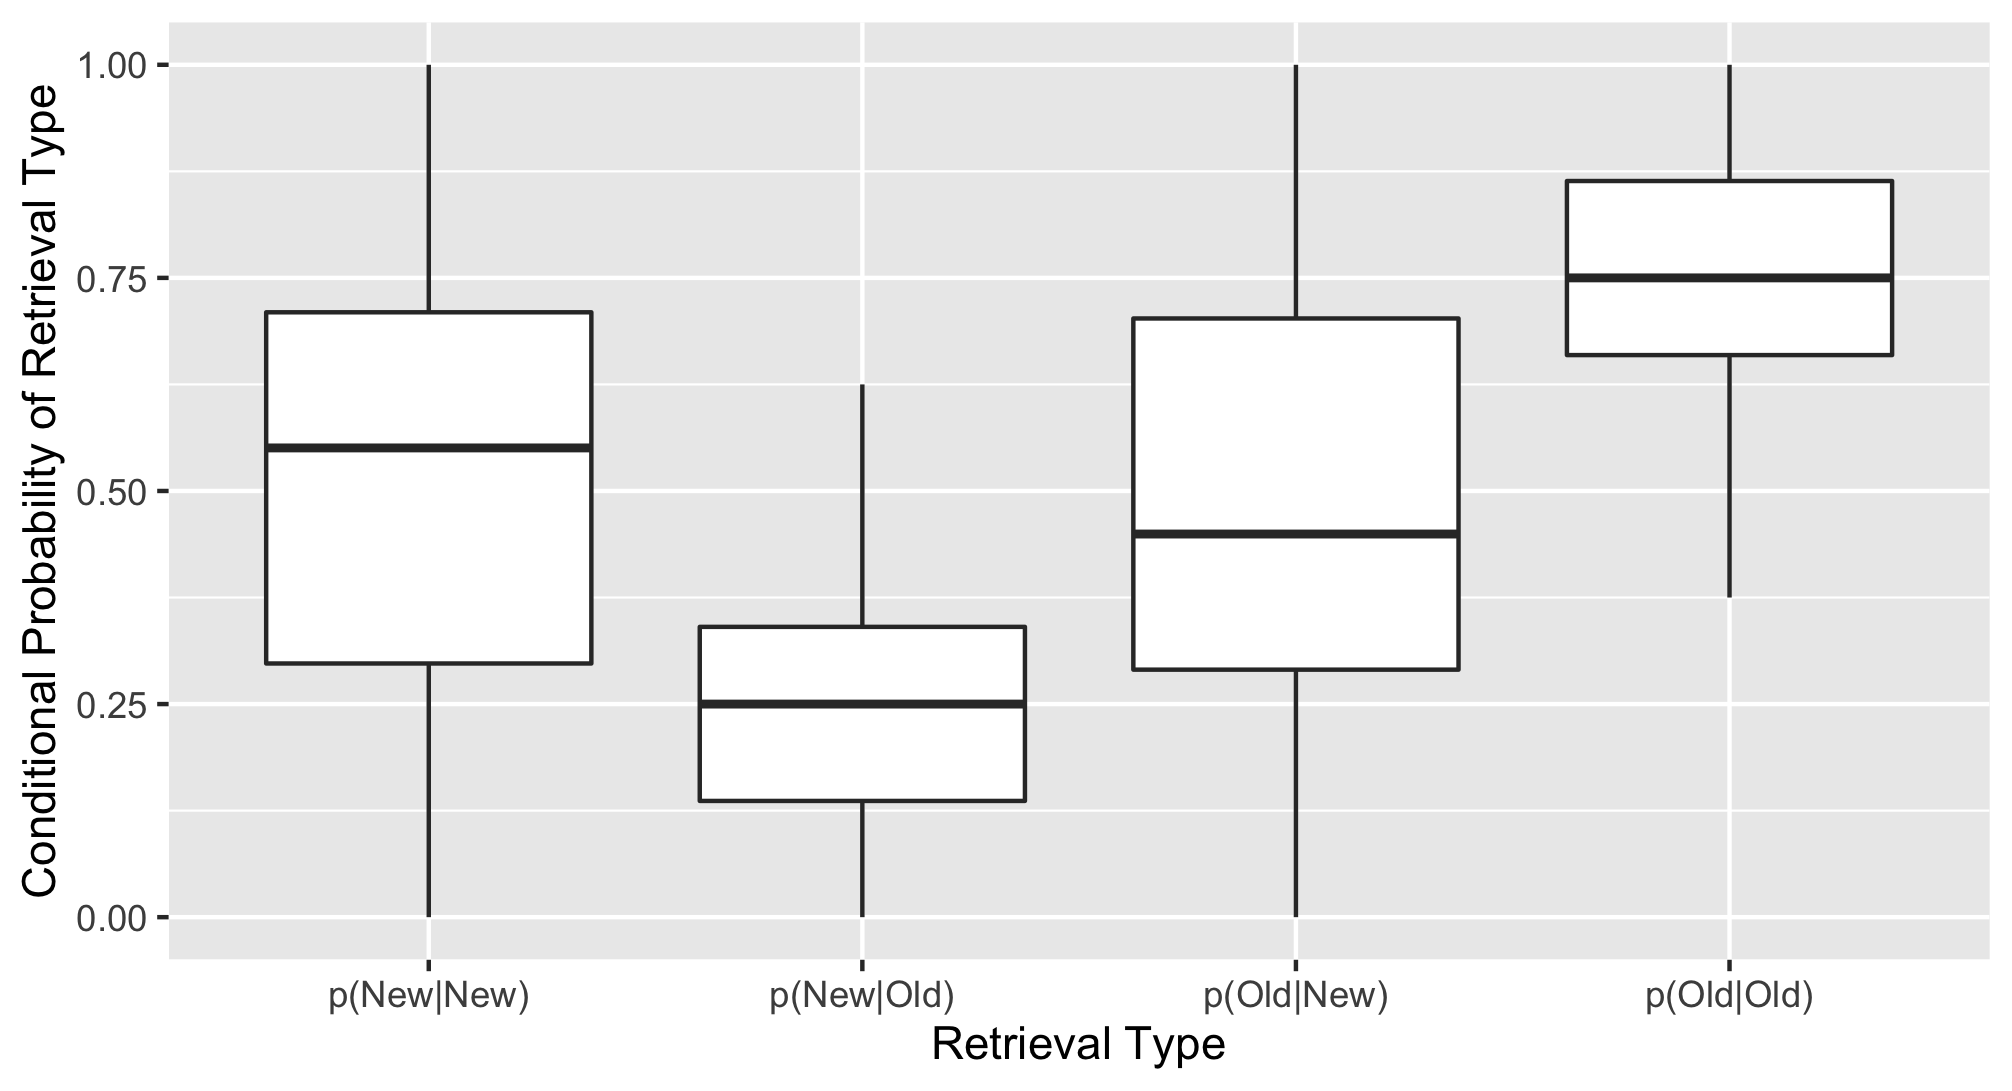 Conditional Probability of Retrieval Type
1.00
0.75
0.50
0.25
0.00
p(New|New)
p(New|Old)
p(Old|New)
p(Old|Old)
Retrieval Type